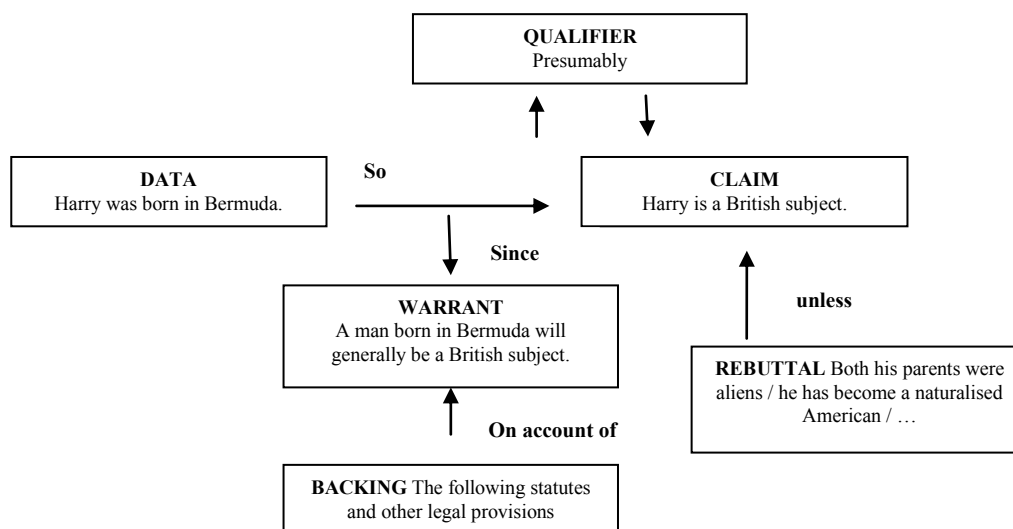 QUALIFIER
Presumably
So
DATA
Harry was born in Bermuda.
CLAIM
Harry is a British subject.
Since
WARRANT
A man born in Bermuda will
generally be a British subject.
unless
REBUTTAL Both his parents were
aliens / he has become a naturalised
American / …
On account of
BACKING The following statutes
and other legal provisions